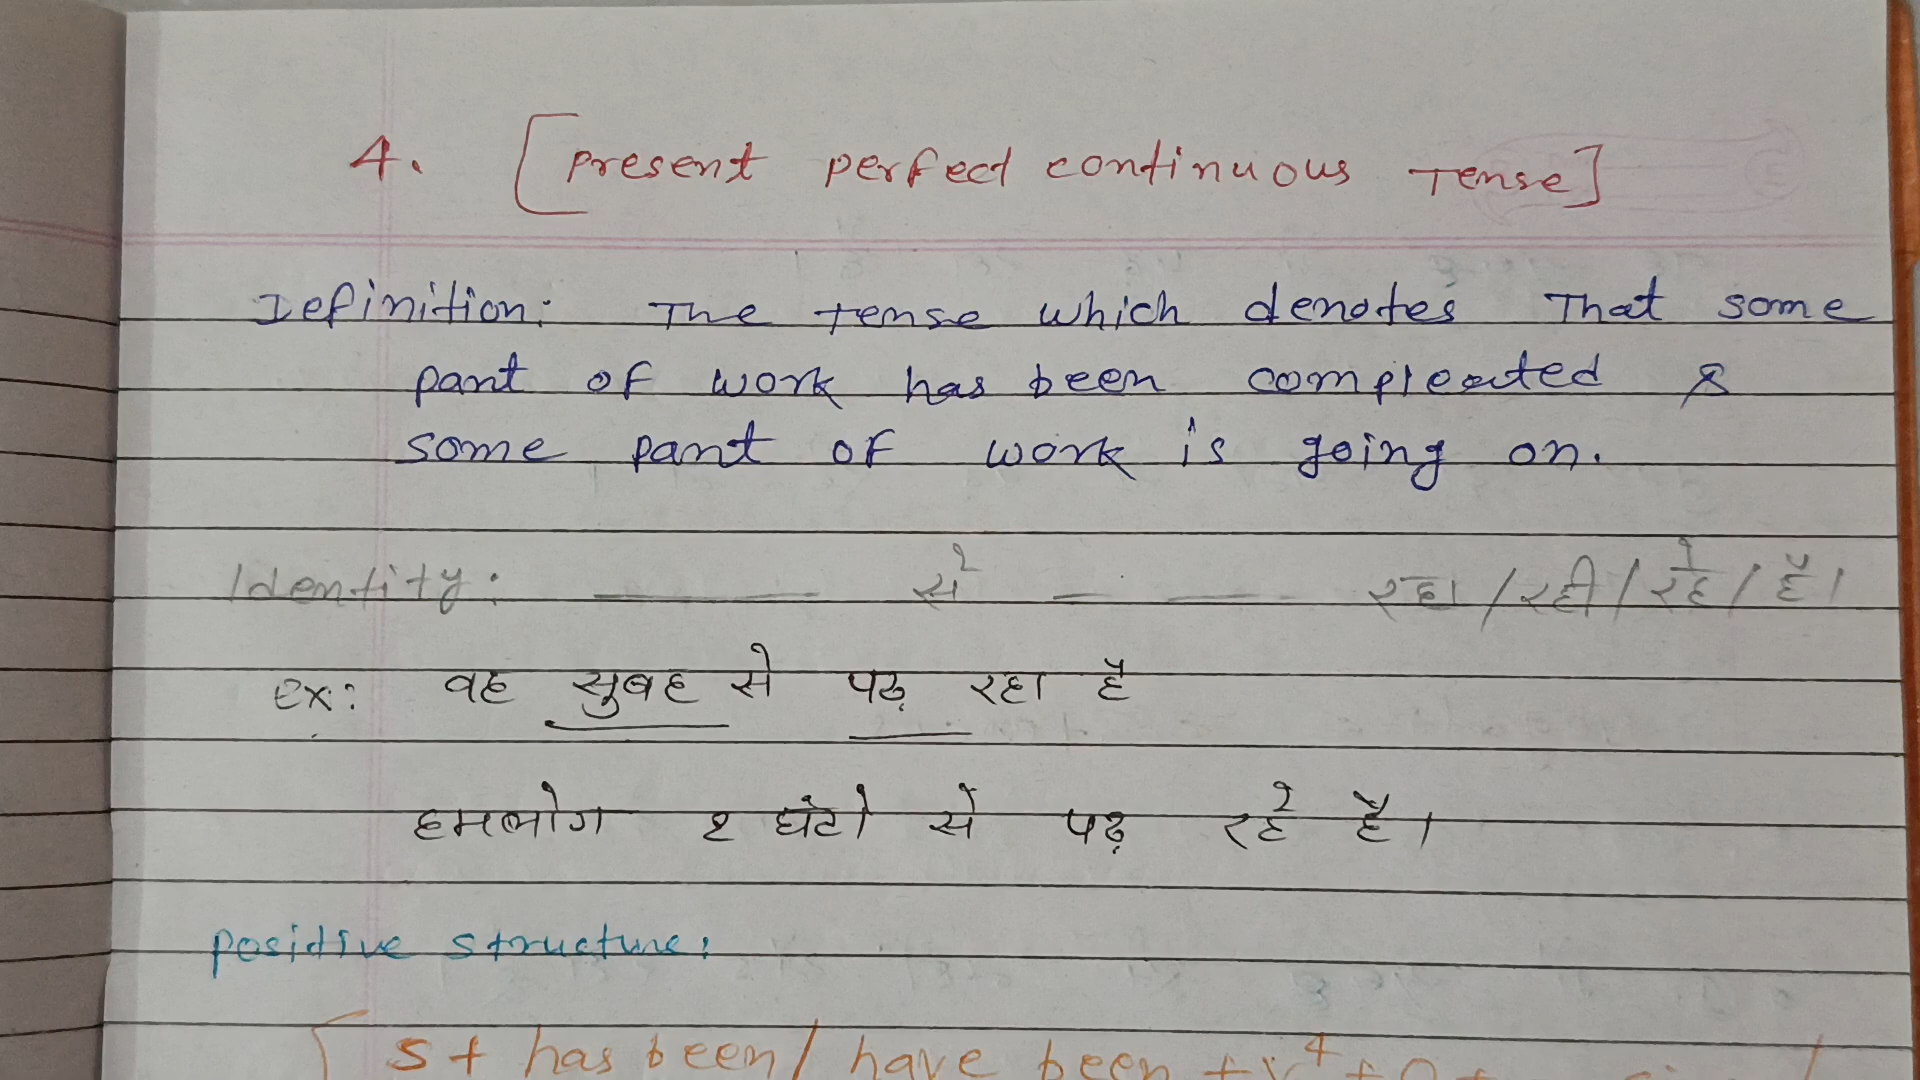 4. [Present perfect continuous Tense]
Definition: The tense which denotes That some
part of work has been compleated &
some part of work is going on.
Identity: ———— से — ——— रहा / रही / रहे / है।
ex: वह सुबह से पढ़ रहा है
हमलोग २ घंटो से पढ़ रहे है।
positive structure:
[ S + has been / have been + v4 + O +